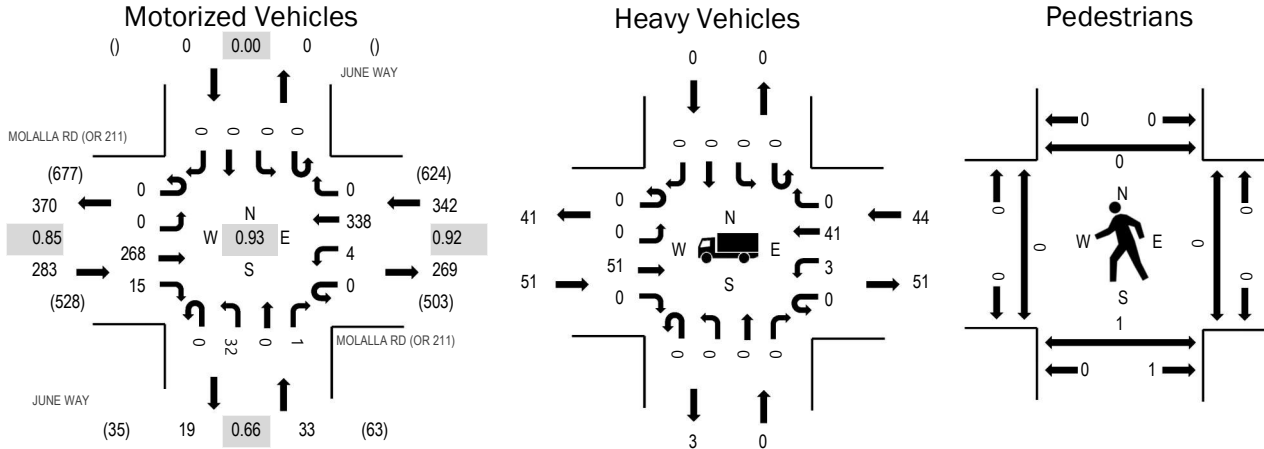 Motorized Vehicles
() 0 0.00 0 ()
JUNE WAY
MOLALLA RD (OR 211)
0 0 0 0
(677) (624)
0 0
370 342
0 338
N
0.85 W 0.93 E 0.92
268 4
S
283 269
15 0
(528) (503)
0 32 0 1
MOLALLA RD (OR 211)
JUNE WAY
(35) 19 0.66 33 (63)
Heavy Vehicles
0 0
0 0 0 0
0 0
41 44
0 N 41
W E
51 3
51 S 51
0 0
0 0 0 0
3 0
Pedestrians
0 0
0
N
0 0
W E
0 0
0 0
S
1
0 1